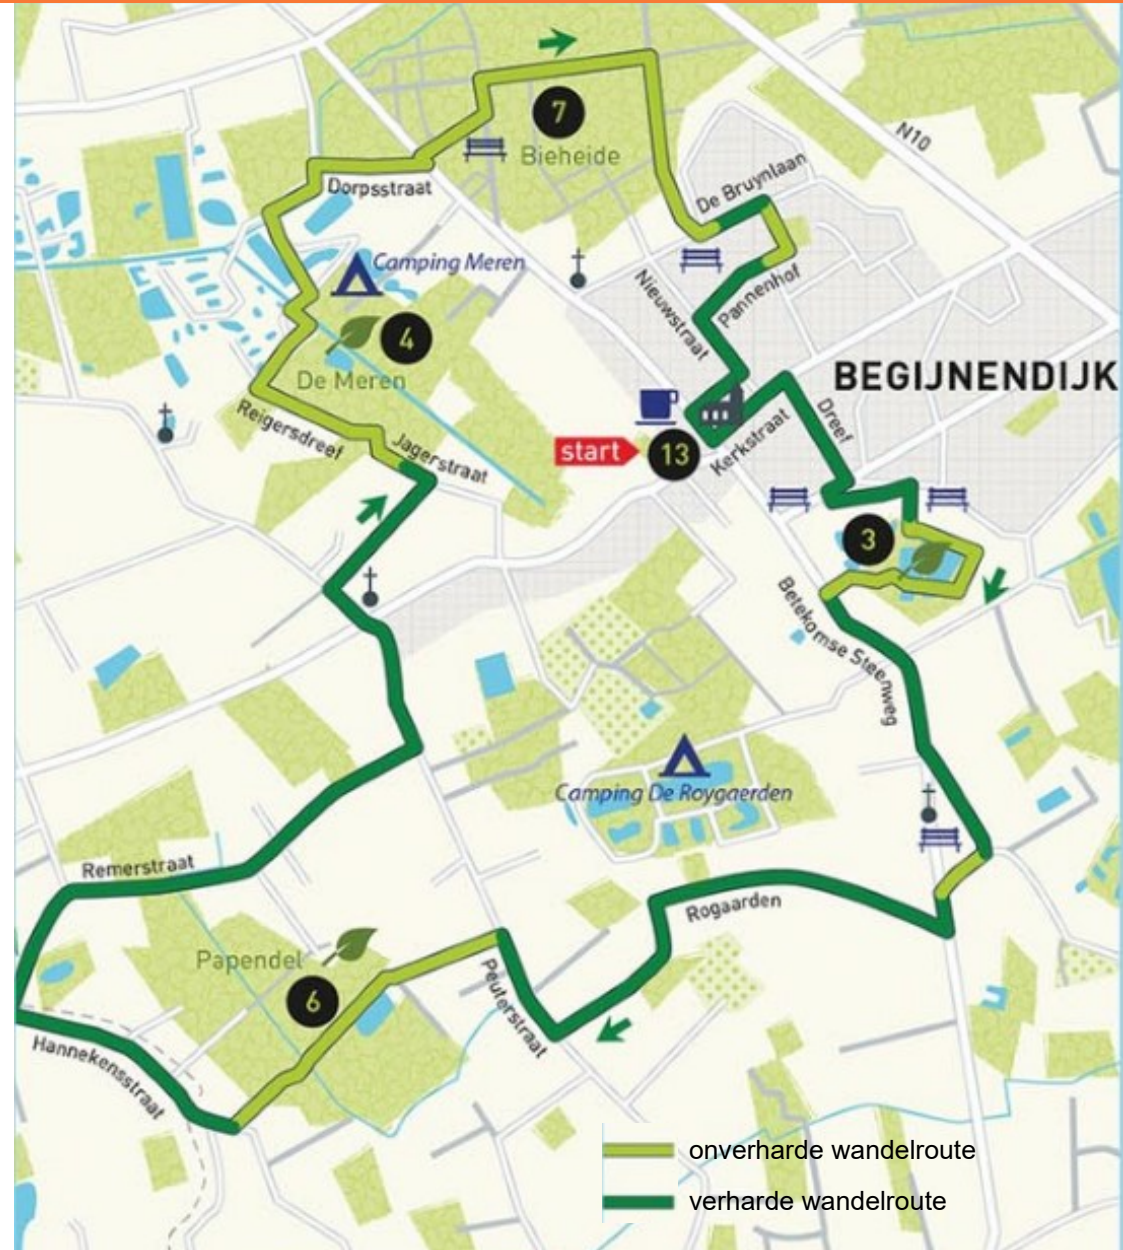 7
Bieheide
N10
De Bruynlaan
Dorpsstraat
Camping Meren
Nieuwstraat
Pannenhof
4
De Meren
BEGIJNENDIJK
Reigersdreef
Jagerstraat
start
13
Kerkstraat
Dreef
3
Betekomse Steenweg
Camping De Roygaerden
Remerstraat
Rogaarden
Papendel
6
Peuterstraat
Hannekensstraat
onverharde wandelroute
verharde wandelroute